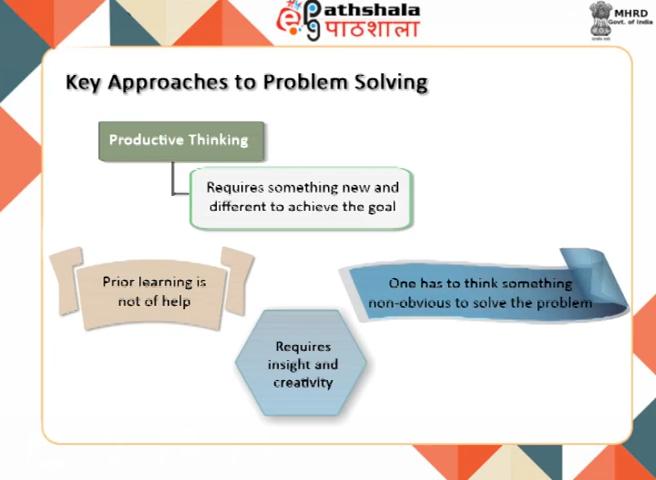 ePathshala
पाठशाला
MHRD
Govt. of India
Key Approaches to Problem Solving
Productive Thinking
Requires something new and
different to achieve the goal
Prior learning is
not of help
One has to think something
non-obvious to solve the problem
Requires
insight and
creativity